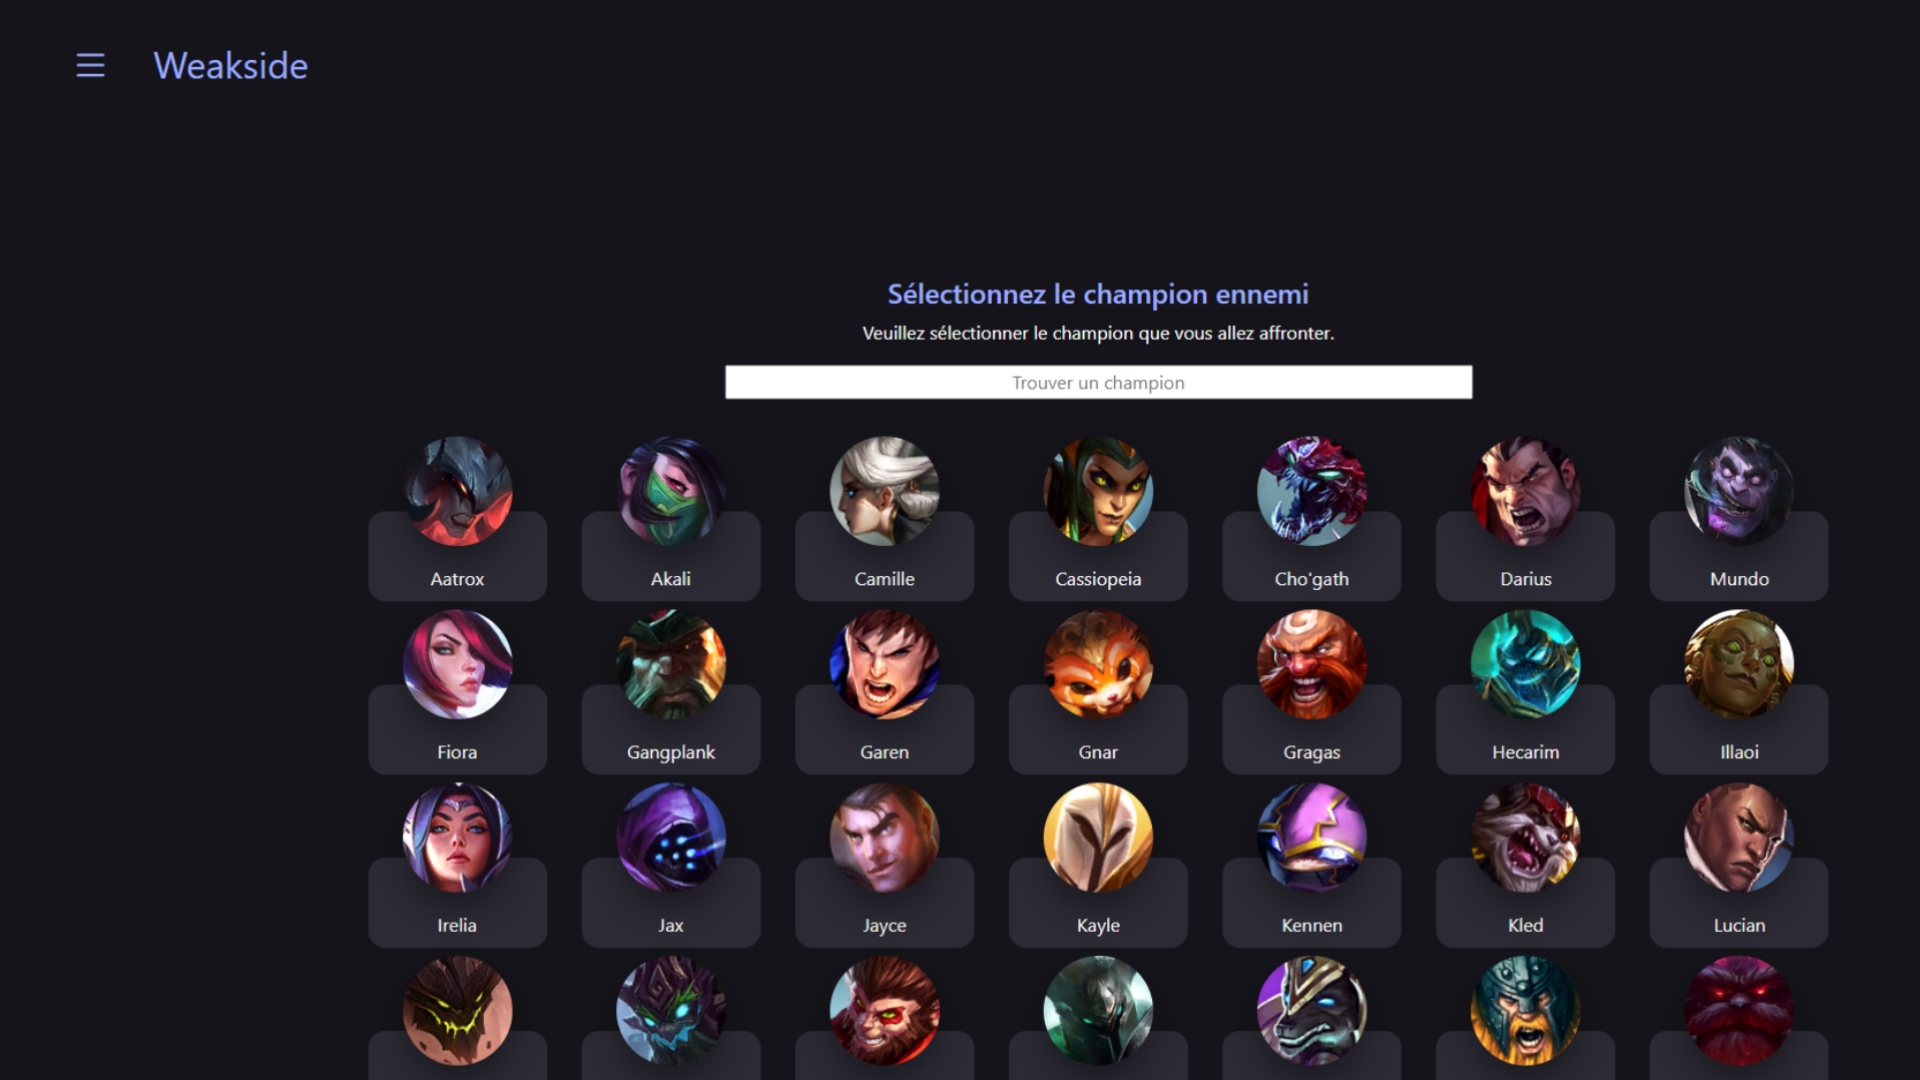 Weakside
Sélectionnez le champion ennemi
Veuillez sélectionner le champion que vous allez affronter.
Trouver un champion
Aatrox
Akali
Camille
Cassiopeia
Cho'gath
Darius
Mundo
Fiora
Gangplank
Garen
Gnar
Gragas
Hecarim
Illaoi
Irelia
Jax
Jayce
Kayle
Kennen
Kled
Lucian